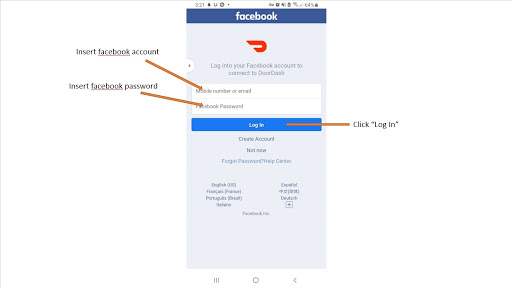 3:21
64%
facebook
Insert facebook account
Log into your Facebook account to
connect to DoorDash
Insert facebook password
Mobile number or email
Facebook Password
Log In
Click “Log In”
Create Account
Not now
Forgot Password?Help Center
English (US)
Español
Français (France)
中文(简体)
Português (Brasil)
Deutsch
Italiano
+
Facebook Inc.